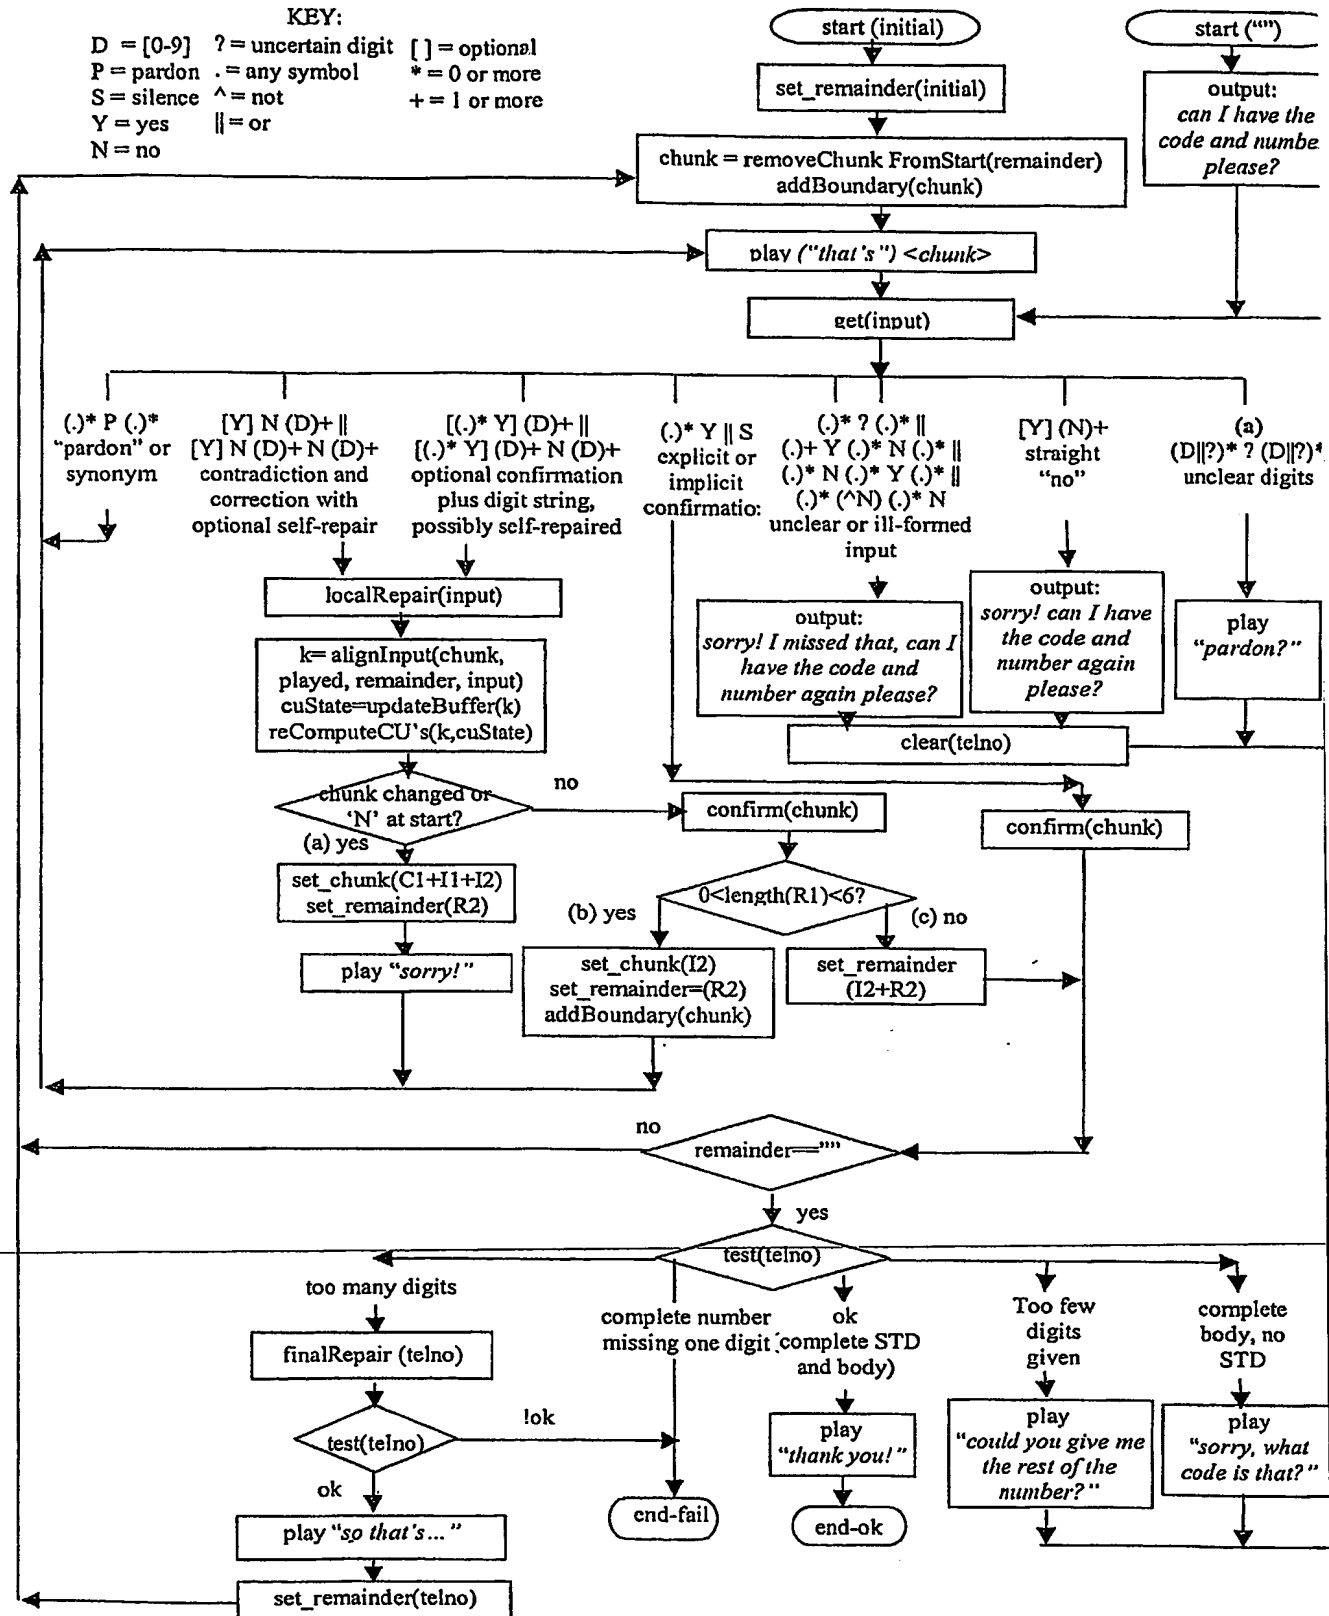 KEY:
D = [0-9] ? = uncertain digit [ ] = optional
P = pardon . = any symbol * = 0 or more
S = silence ^ = not + = 1 or more
Y = yes || = or
N = no
start (initial)
set_remainder(initial)
start (“”)
output:
can I have the
code and numbe
please?
chunk = removeChunk FromStart(remainder)
addBoundary(chunk)
play ("that's") <chunk>
get(input)
(.)* P (.)*
“pardon” or
synonym
[Y] N (D)+ ||
[Y] N (D)+ N (D)+
contradiction and
correction with
optional self-repair
[(.)* Y] (D)+ ||
[(.)* Y] (D)+ N (D)+
optional confirmation
plus digit string,
possibly self-repaired
(.)* Y || S
explicit or
implicit
confirmatio:
(.)* ? (.)* ||
(.)+ Y (.)* N (.)* ||
(.)* N (.)* Y (.)* ||
(.)* (^N) (.)* N
unclear or ill-formed
input
[Y] (N)+
straight
“no”
(a)
(D||?)* ? (D||?)*
unclear digits
localRepair(input)
k= alignInput(chunk,
played, remainder, input)
cuState=updateBuffer(k)
reComputeCU's(k,cuState)
output:
sorry! I missed that, can I
have the code and
number again please?
output:
sorry! can I have
the code and
number again
please?
play
“pardon?”
clear(telno)
chunk changed or
‘N’ at start?
no
(a) yes
confirm(chunk)
confirm(chunk)
set_chunk(C1+I1+I2)
set_remainder(R2)
0<length(R1)<6?
(b) yes
(c) no
play “sorry!”
set_chunk(I2)
set_remainder=(R2)
addBoundary(chunk)
set_remainder
(I2+R2)
no
remainder==””
yes
test(telno)
too many digits
finalRepair (telno)
test(telno)
!ok
ok
play “so that's...”
set_remainder(telno)
complete number
missing one digit
end-fail
ok
(complete STD
and body)
play
“thank you!”
end-ok
Too few
digits
given
play
“could you give me
the rest of the
number?”
complete
body, no
STD
play
“sorry, what
code is that?”